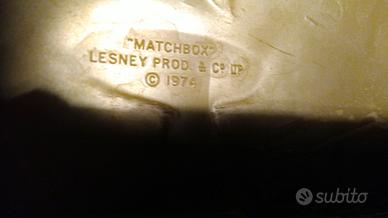 "MATCHBOX"
LESNEY PROD. & Cº LTD
© 1974
subito